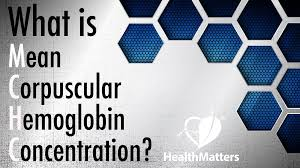 What is
Mean
Corpuscular
Hemoglobin
Concentration?
HealthMatters